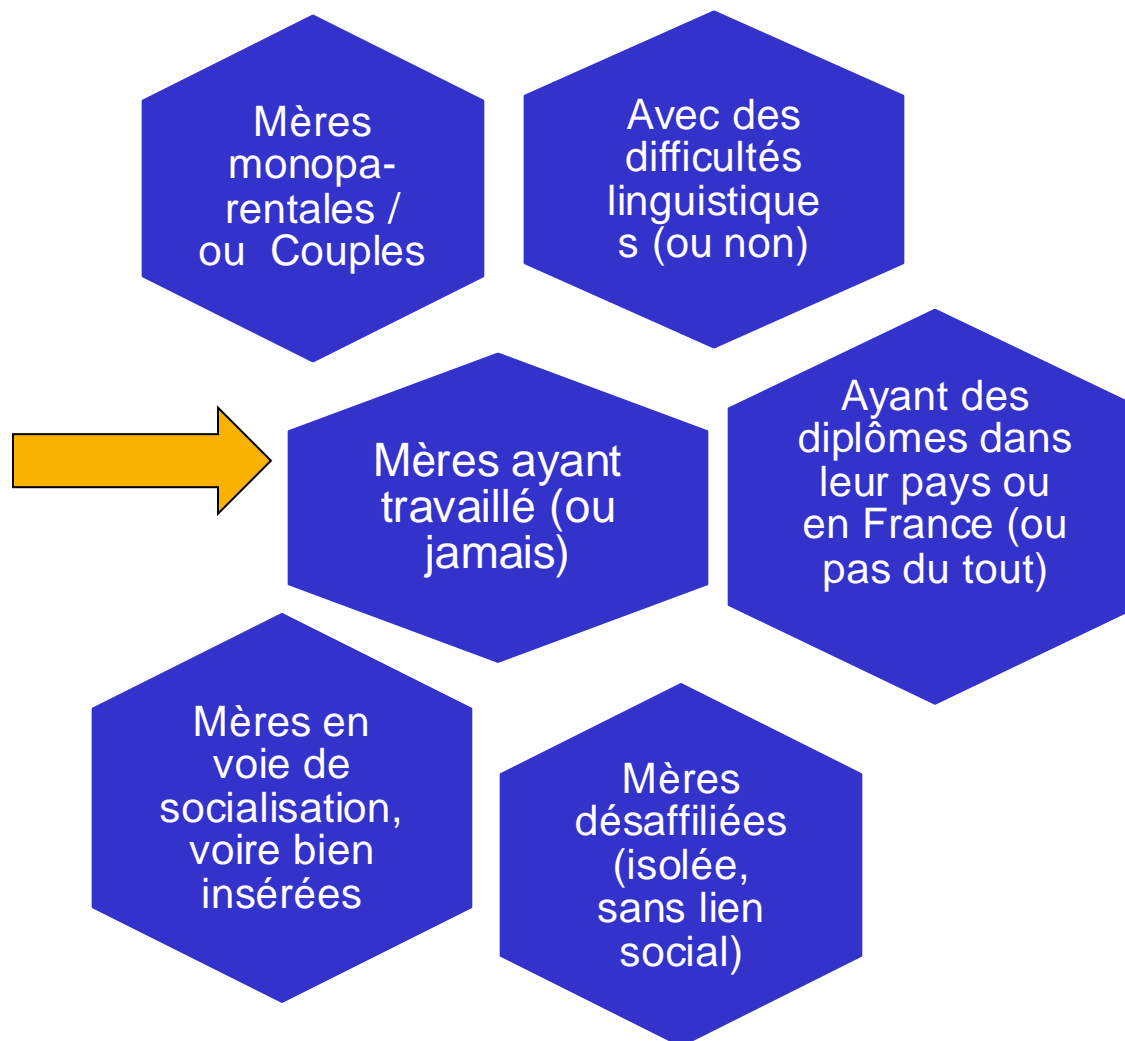 Mères
monopa-
rentales /
ou Couples
Avec des
difficultés
linguistique
s (ou non)
Mères ayant
travaillé (ou
jamais)
Ayant des
diplômes dans
leur pays ou
en France (ou
pas du tout)
Mères en
voie de
socialisation,
voire bien
insérées
Mères
désaffiliées
(isolée,
sans lien
social)